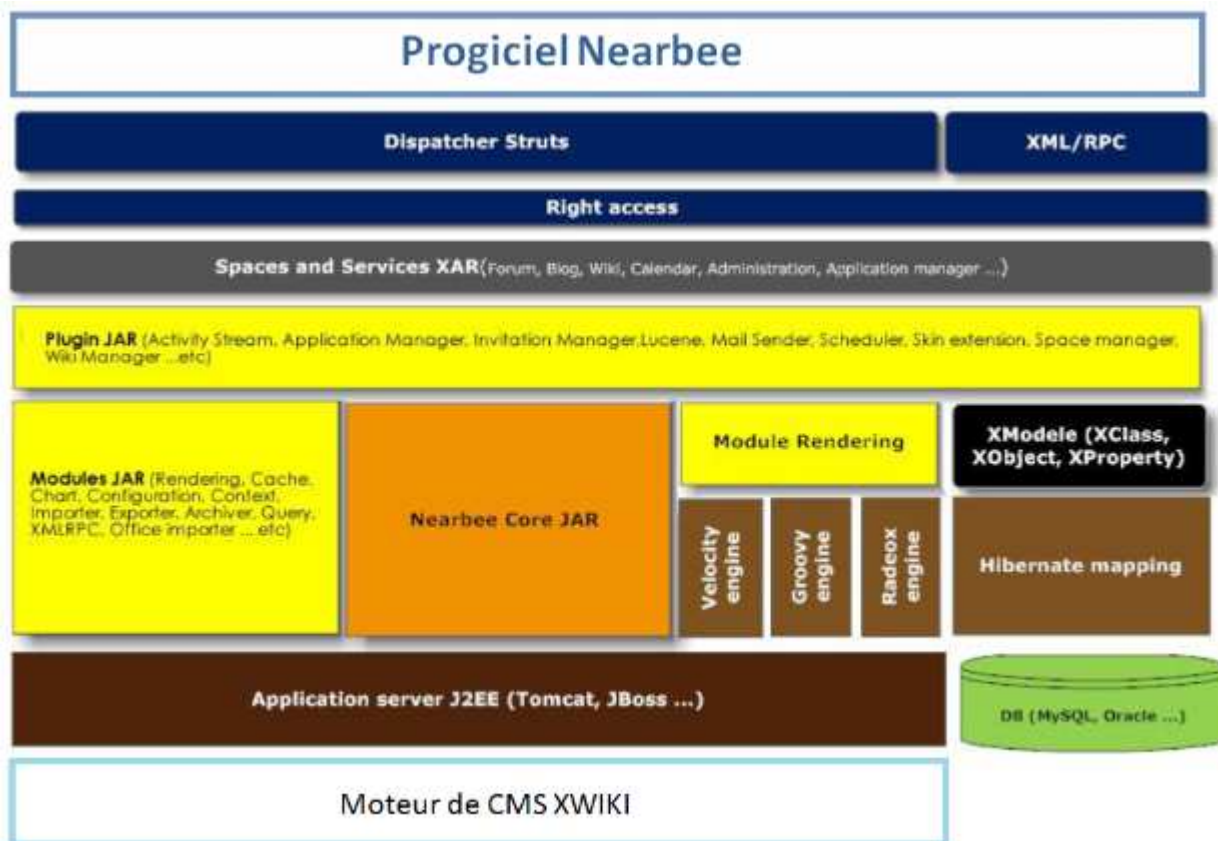 Progiciel Nearbee
Dispatcher Struts
XML/RPC
Right access
Spaces and Services XAR(Forum, Blog, Wiki, Calendar, Administration, Application manager ...)
Plugin JAR (Activity Stream, Application Manager, Invitation Manager,Lucene, Mail Sender, Scheduler, Skin extension, Space manager,
Wiki Manager ...etc)
Modules JAR (Rendering, Cache,
Chart, Configuration, Context,
Importer, Exporter, Archiver, Query,
XMLRPC, Office importer ... etc)
Nearbee Core JAR
Module Rendering
Velocity
engine
Groovy
engine
Radeox
engine
XModele (XClass,
XObject, XProperty)
Hibernate mapping
Application server J2EE (Tomcat, JBoss ...)
DB (MySQL, Oracle ...)
Moteur de CMS XWIKI